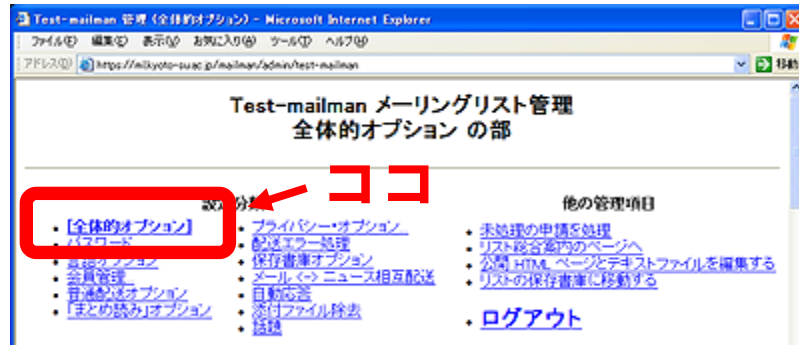 Test-mailman 管理 (全体的オプション) - Microsoft Internet Explorer
ファイル(F) 編集(E) 表示(V) お気に入り(A) ツール(T) ヘルプ(H)
アドレス(D) 移動
Test-mailman メーリングリスト管理
全体的オプション の部
ココ
[全体的オプション]
パスワード
言語オプション
会員管理
普通配送オプション
「まとめ読み」オプション
プライバシー・オプション
配送エラー処理
保存書庫オプション
メール <-> ニュース相互配送
自動応答
添付ファイル除去
話題
他の管理項目
未処理の申請を処理
リスト総合案内のページへ
公開 HTML ページとテキストファイルを編集する
リストの保存書庫に移動する
ログアウト